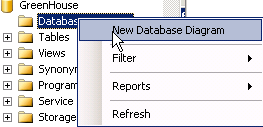 GreenHouse
Databas
New Database Diagram
Tables
Views
Filter
Synonym
Program
Reports
Service
Storage
Refresh